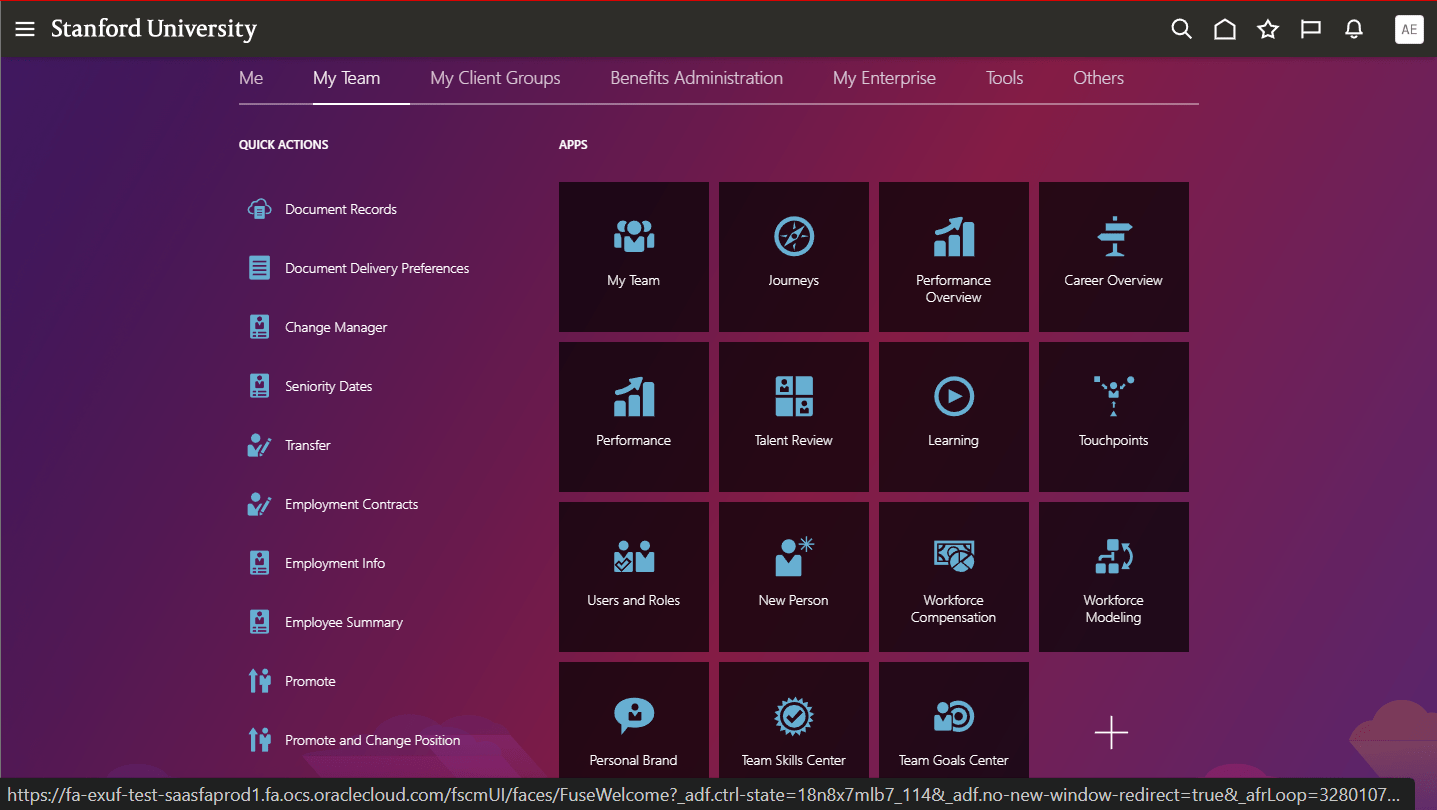 Stanford University
AE
Me
My Team
My Client Groups
Benefits Administration
My Enterprise
Tools
Others
QUICK ACTIONS
Document Records
Document Delivery Preferences
Change Manager
Seniority Dates
Transfer
Employment Contracts
Employment Info
Employee Summary
Promote
Promote and Change Position
APPS
My Team
Journeys
Performance
Overview
Career Overview
Performance
Talent Review
Learning
Touchpoints
Users and Roles
New Person
Workforce
Compensation
Workforce
Modeling
Personal Brand
Team Skills Center
Team Goals Center
https://fa-exuf-test-saasfaprod1.fa.ocs.oraclecloud.com/fscmUI/faces/FuseWelcome?_adf.ctrl-state=18n8x7mlb7_114&_adf.no-new-window-redirect=true&_afrLoop=3280107...